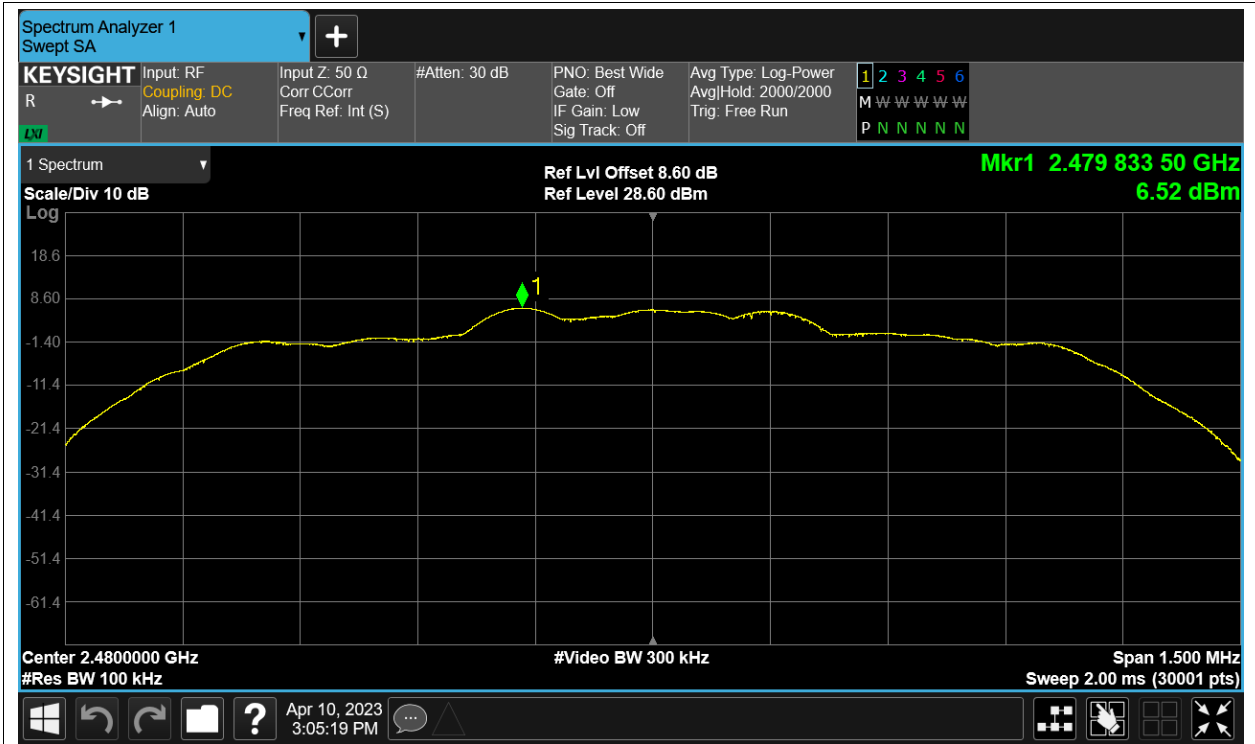 Spectrum Analyzer 1
Swept SA
KEYSIGHT
R
LXI
Input: RF
Coupling: DC
Align: Auto
Input Z: 50 Ω
Corr CCorr
Freq Ref: Int (S)
#Atten: 30 dB
PNO: Best Wide
Gate: Off
IF Gain: Low
Sig Track: Off
Avg Type: Log-Power
Avg|Hold: 2000/2000
Trig: Free Run
1 2 3 4 5 6
M W W W W W
P N N N N N
1 Spectrum
Scale/Div 10 dB
Log
Ref Lvl Offset 8.60 dB
Ref Level 28.60 dBm
Mkr1 2.479 833 50 GHz
6.52 dBm
18.6
1
8.60
-1.40
-11.4
-21.4
-31.4
-41.4
-51.4
-61.4
Center 2.4800000 GHz
#Video BW 300 kHz
Span 1.500 MHz
#Res BW 100 kHz
Sweep 2.00 ms (30001 pts)
?
Apr 10, 2023
3:05:19 PM